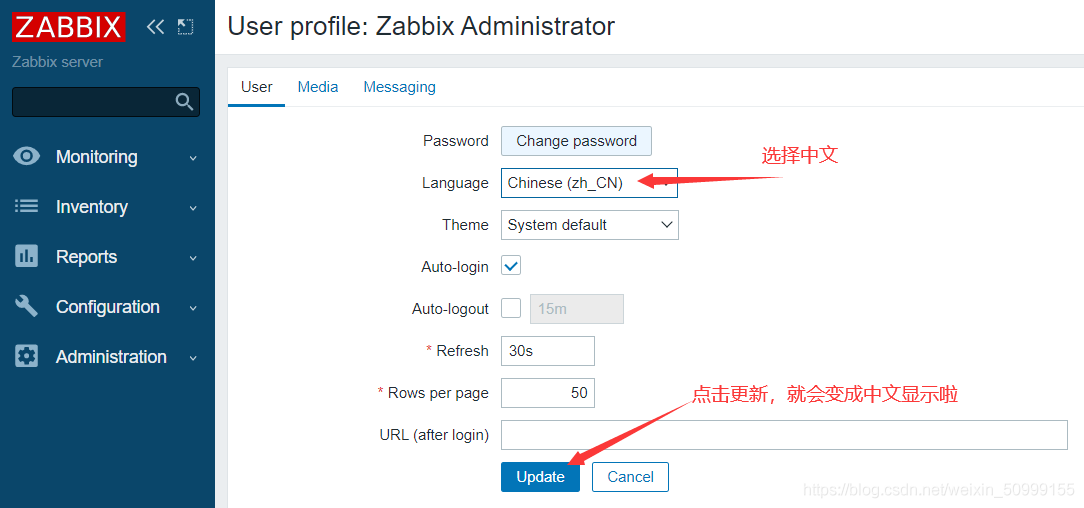 ZABBIX
User profile: Zabbix Administrator
Zabbix server
User Media Messaging
Password Change password
选择中文
Monitoring
Language Chinese (zh_CN)
Inventory
Theme System default
Reports
Auto-login
Configuration
Auto-logout 15m
Administration
* Refresh 30s
* Rows per page 50
点击更新，就会变成中文显示啦
URL (after login)
Update Cancel
https://blog.csdn.net/weixin_50999155